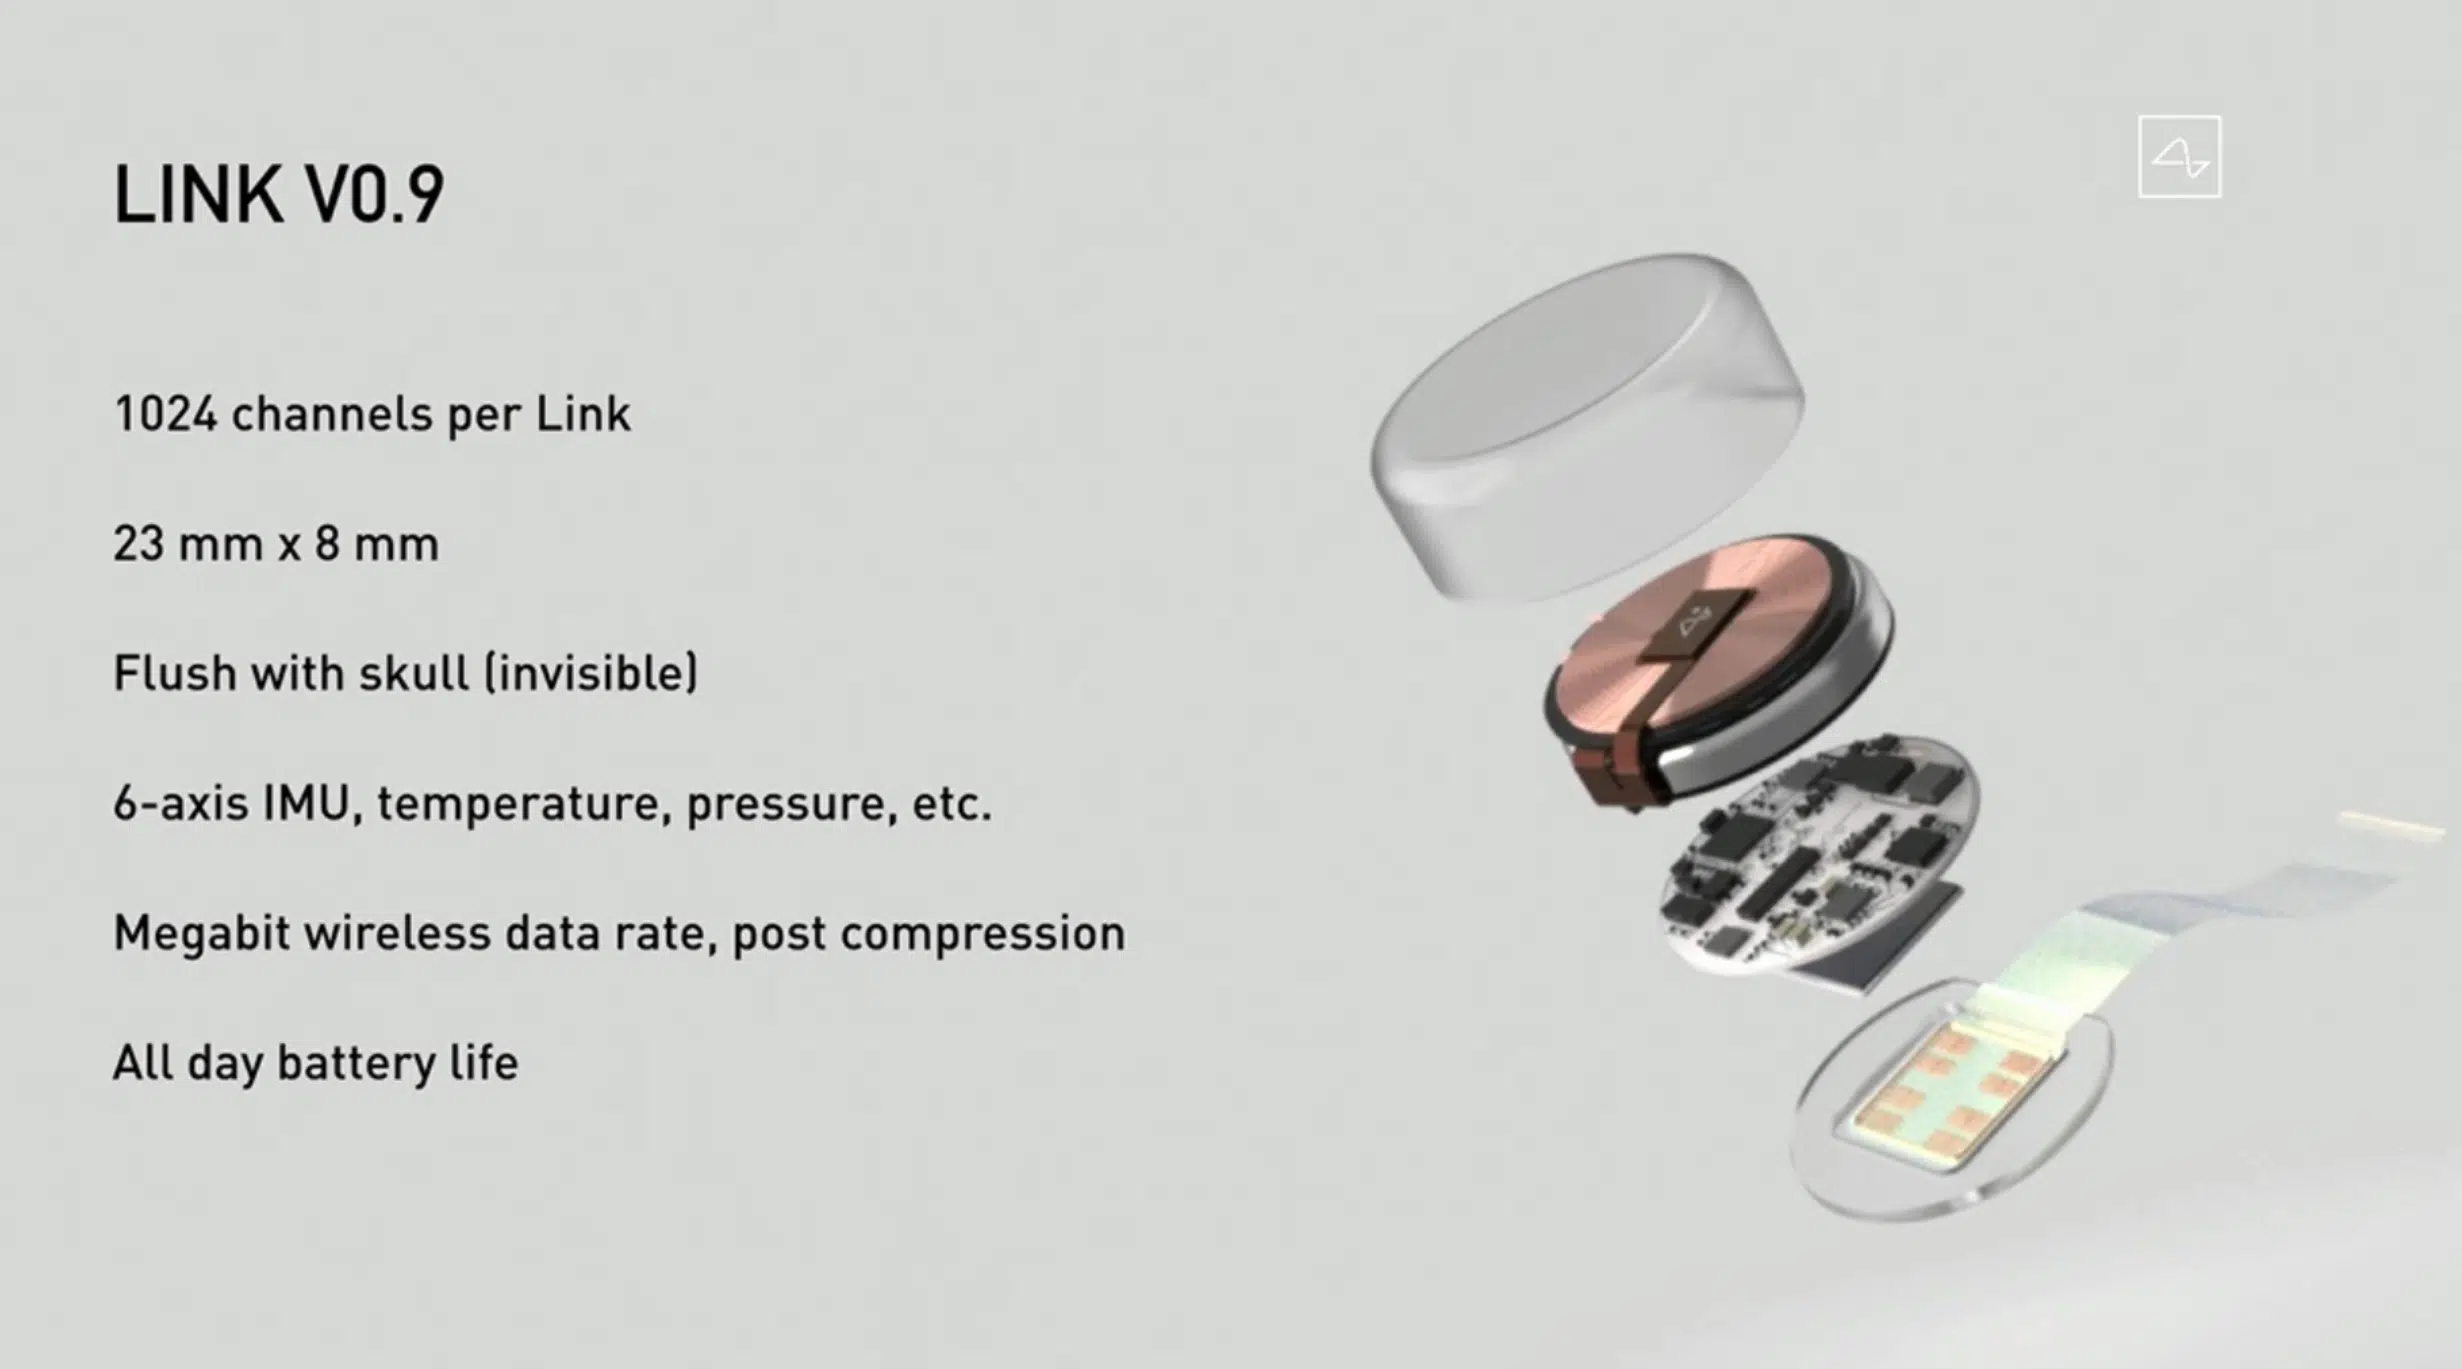 LINK V0.9
1024 channels per Link
23 mm x 8 mm
Flush with skull (invisible)
6-axis IMU, temperature, pressure, etc.
Megabit wireless data rate, post compression
All day battery life